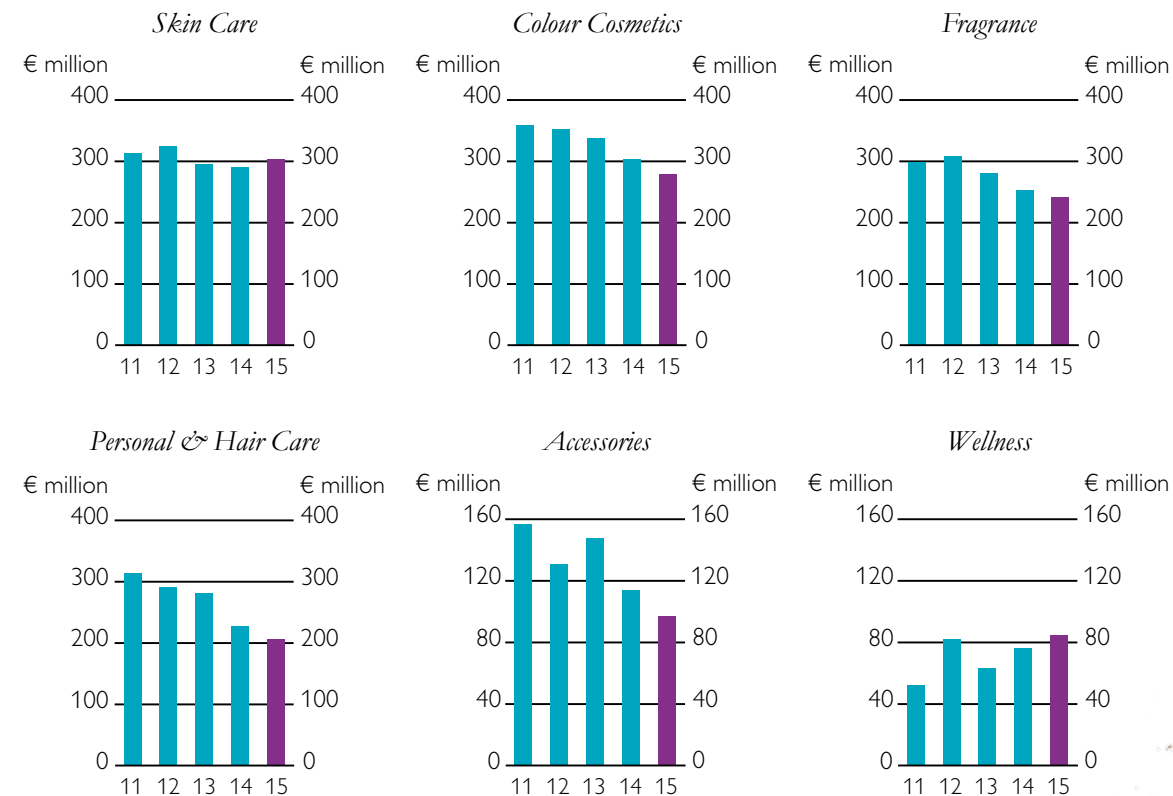 Skin Care
€ million € million
400 400
300 300
200 200
100 100
0 0
11 12 13 14 15
Colour Cosmetics
€ million € million
400 400
300 300
200 200
100 100
0 0
11 12 13 14 15
Fragrance
€ million € million
400 400
300 300
200 200
100 100
0 0
11 12 13 14 15
Personal & Hair Care
€ million € million
400 400
300 300
200 200
100 100
0 0
11 12 13 14 15
Accessories
€ million € million
160 160
120 120
80 80
40 40
0 0
11 12 13 14 15
Wellness
€ million € million
160 160
120 120
80 80
40 40
0 0
11 12 13 14 15